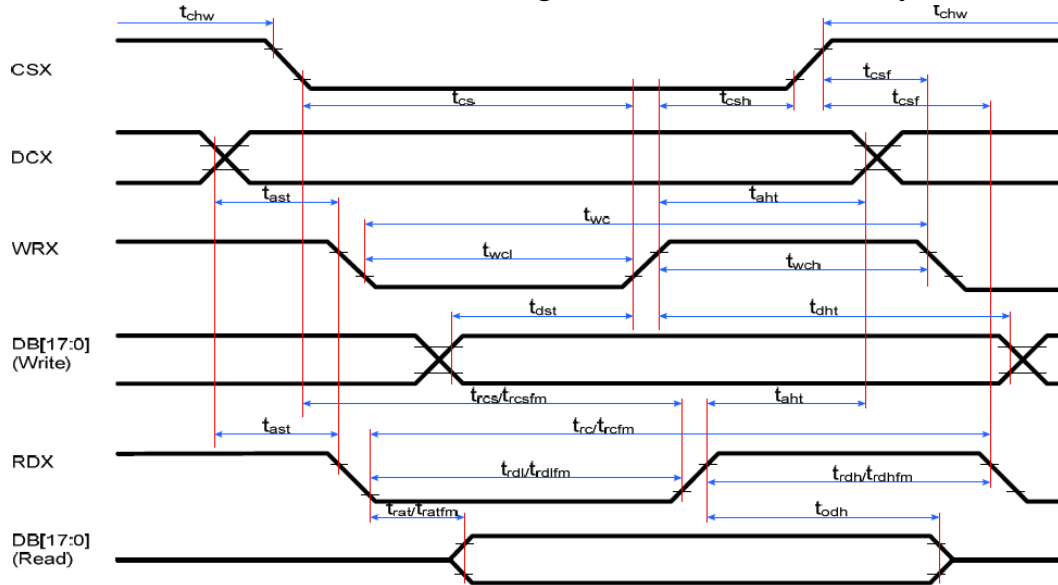 tchw
tchw
CSX
tcsf
tcs
tcsh
tcsf
DCX
tast
taht
twc
WRX
twcl
twch
tdst
tdht
DB[17:0]
(Write)
trcs/trcsfm
taht
tast
trc/trcfm
RDX
trdl/trdlfm
trdh/trdhfm
trat/tratfm
todh
DB[17:0]
(Read)